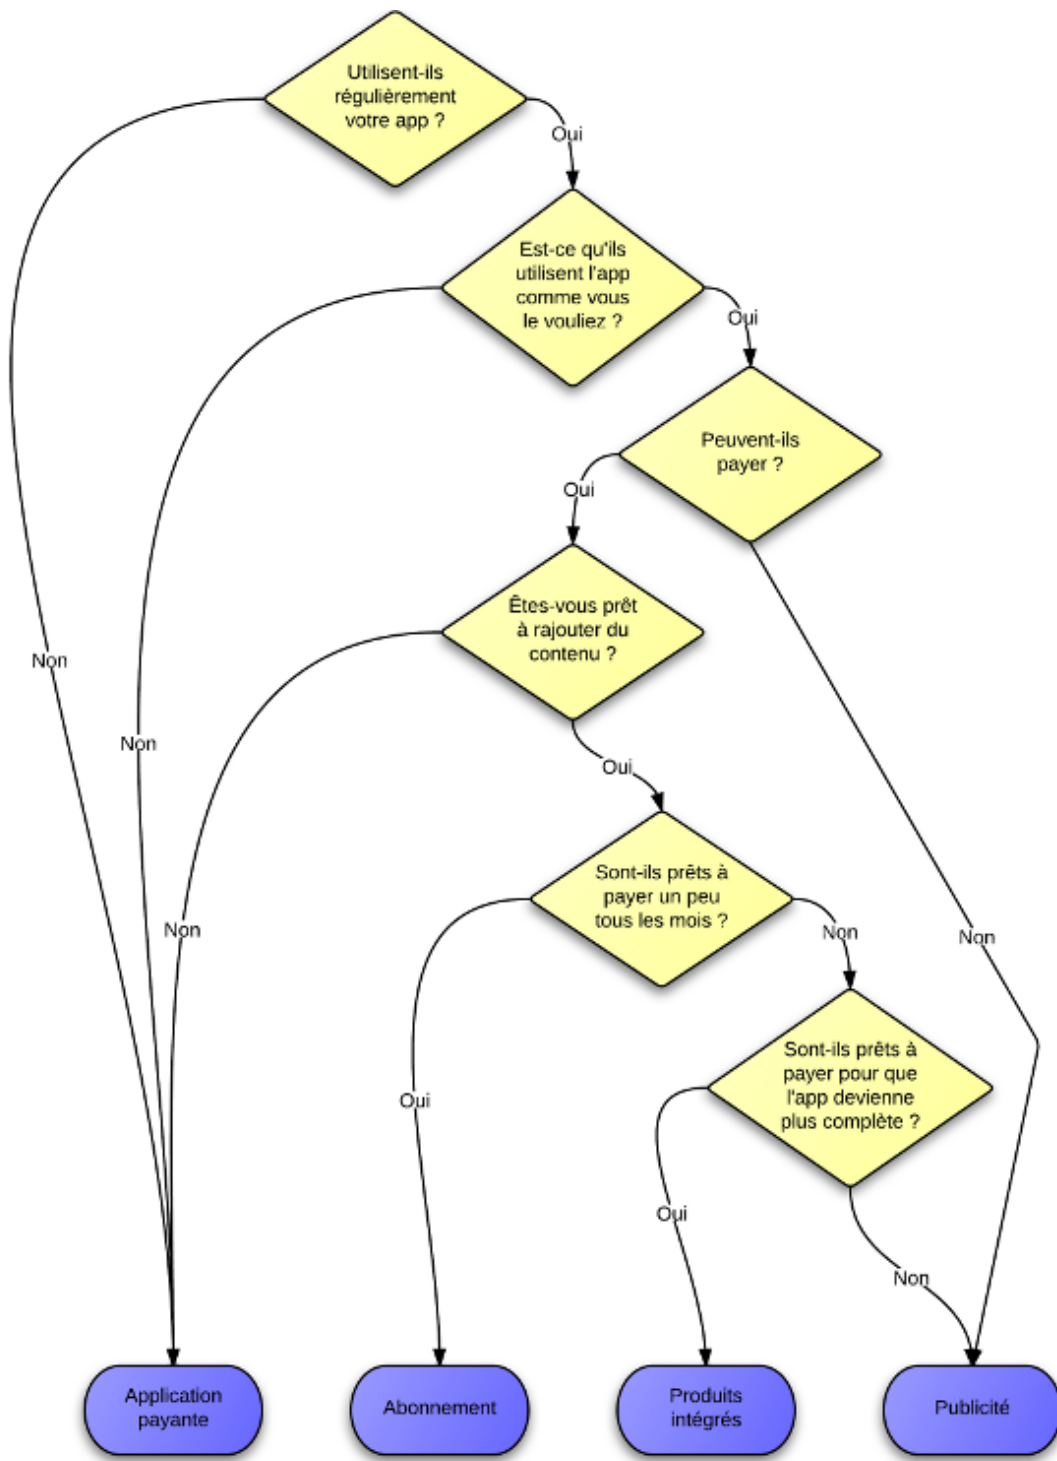 Utilisent-ils
régulièrement
votre app ?
Oui
Est-ce qu'ils
utilisent l'app
comme vous
le vouliez ?
Oui
Peuvent-ils
payer ?
Oui
Êtes-vous prêt
à rajouter du
contenu ?
Non
Non
Oui
Sont-ils prêts à
payer un peu
tous les mois ?
Non
Non
Non
Sont-ils prêts à
payer pour que
l'app devienne
plus complète ?
Oui
Oui
Non
Application
payante
Abonnement
Produits
intégrés
Publicité